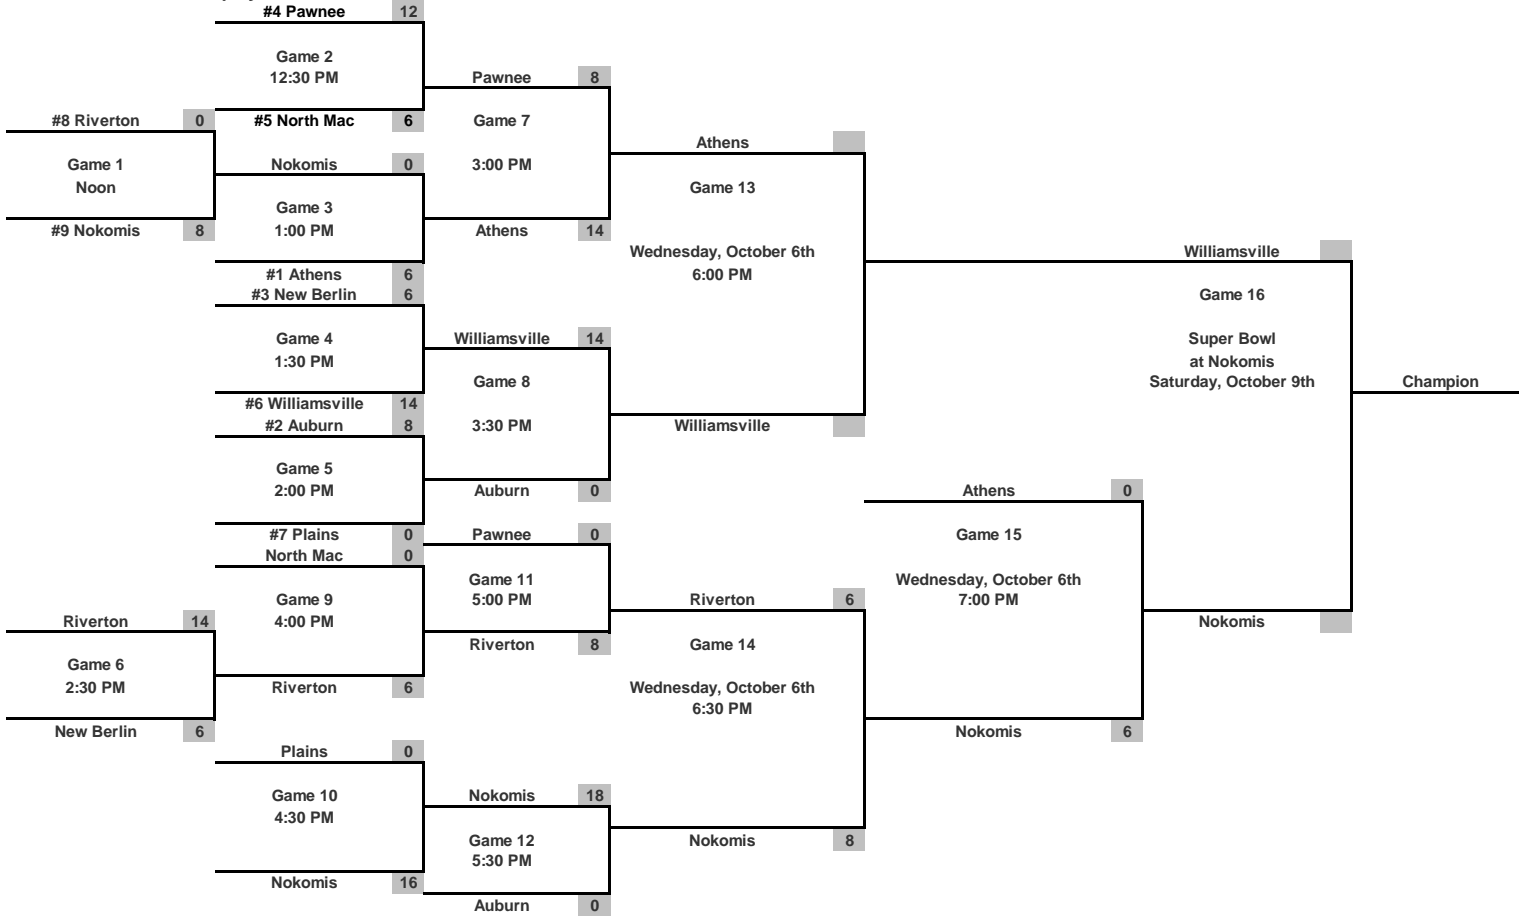 #4 Pawnee 12
Game 2
12:30 PM
Pawnee 8
#8 Riverton 0
#5 North Mac 6
Game 7
Athens
Game 1
Nokomis 0
3:00 PM
Noon
Game 13
Game 3
#9 Nokomis 8
1:00 PM
Athens 14
Wednesday, October 6th
Williamsville
#1 Athens 6
6:00 PM
#3 New Berlin 6
Game 16
Game 4
Williamsville 14
Super Bowl
1:30 PM
at Nokomis
Game 8
Saturday, October 9th
Champion
#6 Williamsville 14
#2 Auburn 8
3:30 PM
Williamsville
Game 5
2:00 PM
Auburn 0
Athens 0
#7 Plains 0
Pawnee 0
Game 15
North Mac 0
Game 11
Wednesday, October 6th
Game 9
5:00 PM
Riverton 6
7:00 PM
Riverton 14
4:00 PM
Nokomis
Riverton 8
Game 14
Game 6
2:30 PM
Riverton 6
Wednesday, October 6th
6:30 PM
New Berlin 6
Nokomis 6
Plains 0
Game 10
Nokomis 18
4:30 PM
Game 12
Nokomis 8
5:30 PM
Nokomis 16
Auburn 0